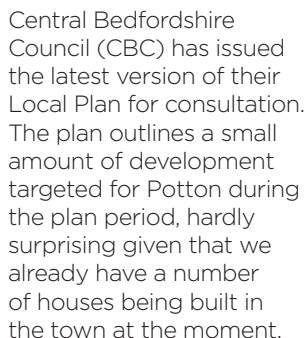 Central Bedfordshire
Council (CBC) has issued
the latest version of their
Local Plan for consultation.
The plan outlines a small
amount of development
targeted for Potton during
the plan period, hardly
surprising given that we
already have a number
of houses being built in
the town at the moment.